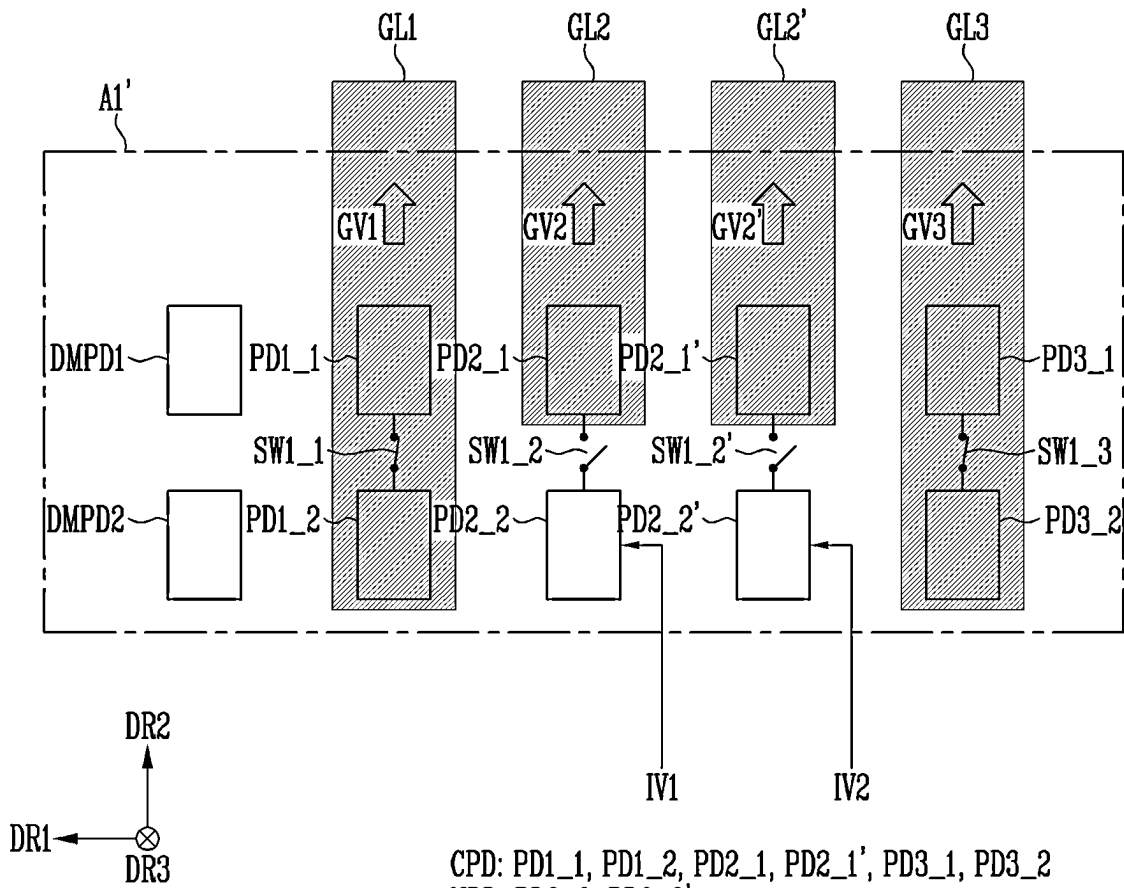 GL1 GL2 GL2' GL3
A1'
GV1 GV2 GV2' GV3
DMPD1 PD1_1 PD2_1 PD2_1' PD3_1
SW1_1 SW1_2 SW1_2' SW1_3
DMPD2 PD1_2 PD2_2 PD2_2' PD3_2
DR2
IV1 IV2
DR1
DR3
CPD: PD1_1, PD1_2, PD2_1, PD2_1', PD3_1, PD3_2